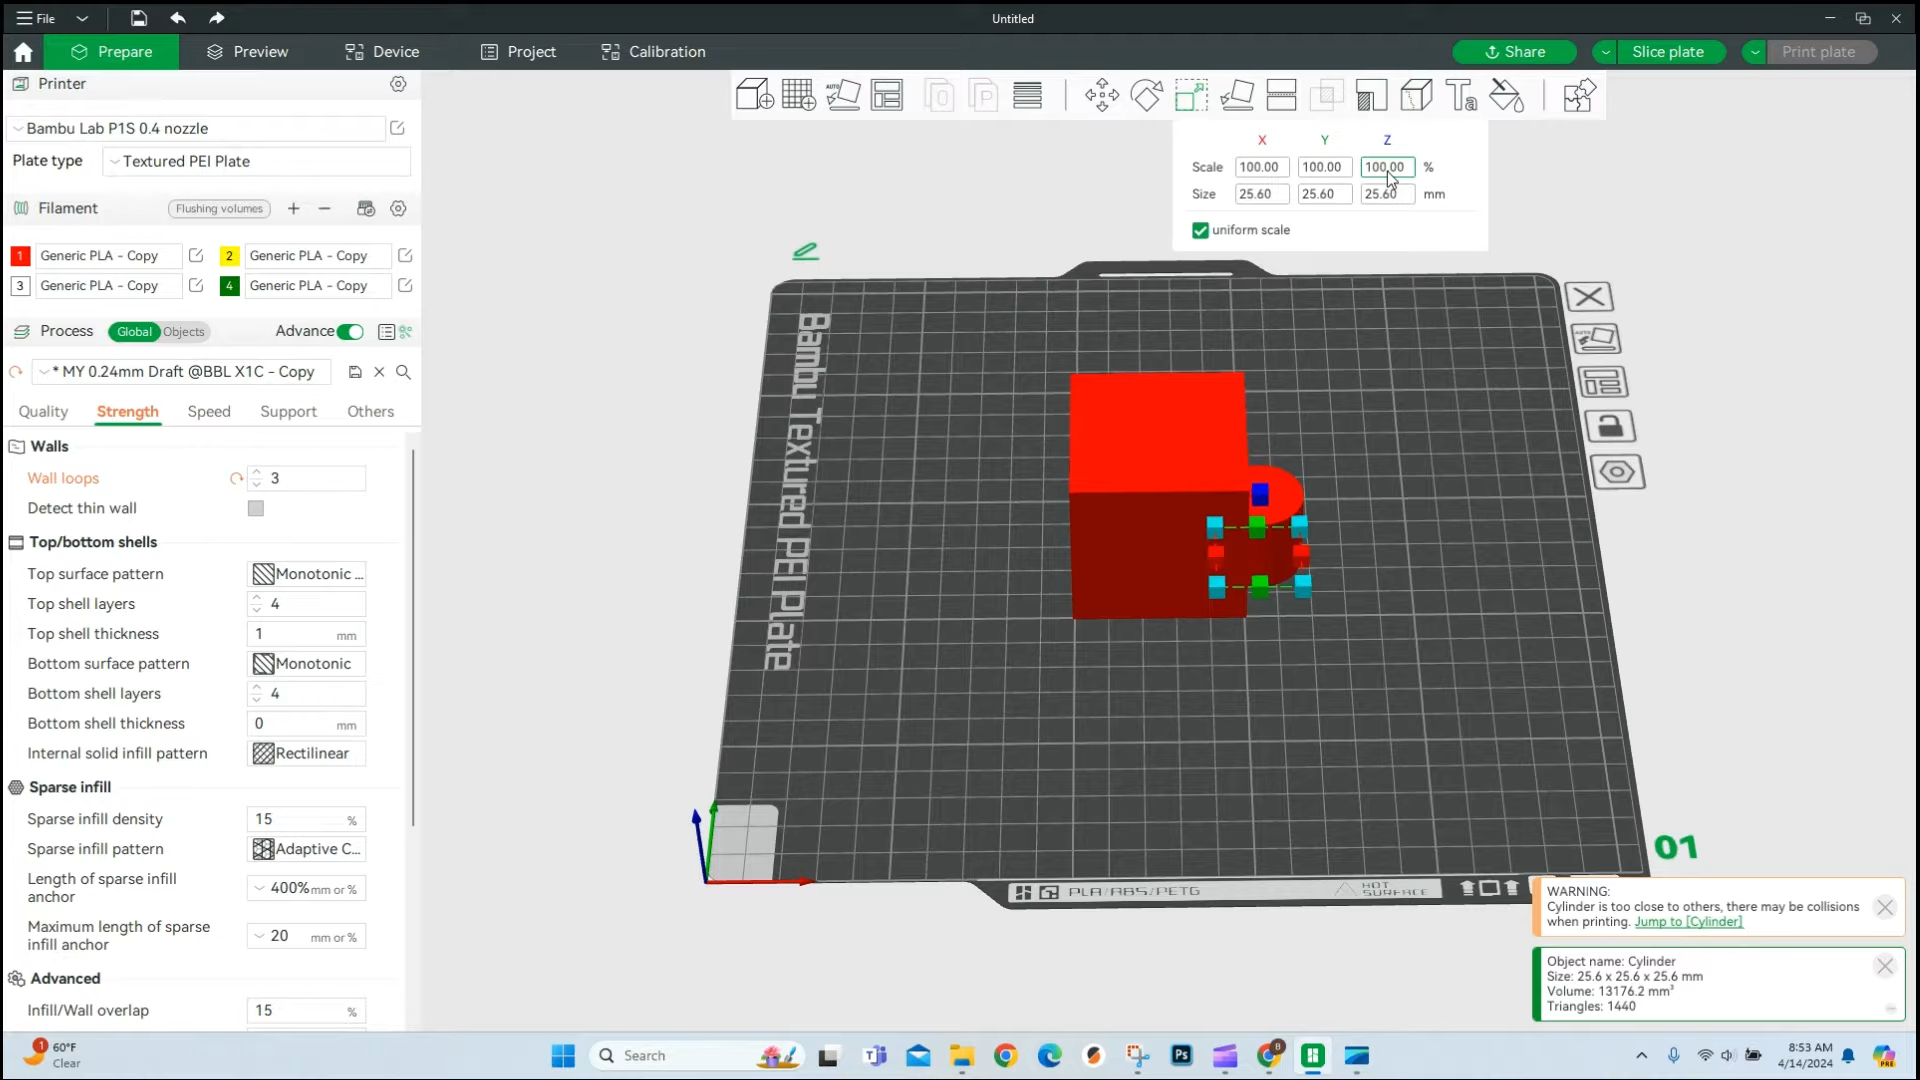 File
Untitled
Prepare
Preview
Device
Project
Calibration
Share
Slice plate
Print plate
Printer
Bambu Lab P1S 0.4 nozzle
Plate type
Textured PEI Plate
Filament
Flushing volumes
1 Generic PLA - Copy
2 Generic PLA - Copy
3 Generic PLA - Copy
4 Generic PLA - Copy
Process
Global
Objects
Advance
* MY 0.24mm Draft @BBL X1C - Copy
Quality
Strength
Speed
Support
Others
Walls
Wall loops 3
Detect thin wall
Top/bottom shells
Top surface pattern Monotonic ...
Top shell layers 4
Top shell thickness 1 mm
Bottom surface pattern Monotonic
Bottom shell layers 4
Bottom shell thickness 0 mm
Internal solid infill pattern Rectilinear
Sparse infill
Sparse infill density 15 %
Sparse infill pattern Adaptive C...
Length of sparse infill
anchor
400% mm or %
Maximum length of sparse
infill anchor
20 mm or %
Advanced
Infill/Wall overlap 15 %
AUTO
O
P
Ta
X Y Z
Scale 100.00 100.00 100.00 %
Size 25.60 25.60 25.60 mm
uniform scale
Bambu Textured PEI Plate
AUTO
01
PLA/ABS/PETG
HOT
SURFACE
WARNING:
Cylinder is too close to others, there may be collisions
when printing. Jump to [Cylinder]
Object name: Cylinder
Size: 25.6 x 25.6 x 25.6 mm
Volume: 13176.2 mm³
Triangles: 1440
1
60°F
Clear
Search
Ps
B
8:53 AM
4/14/2024
PRE